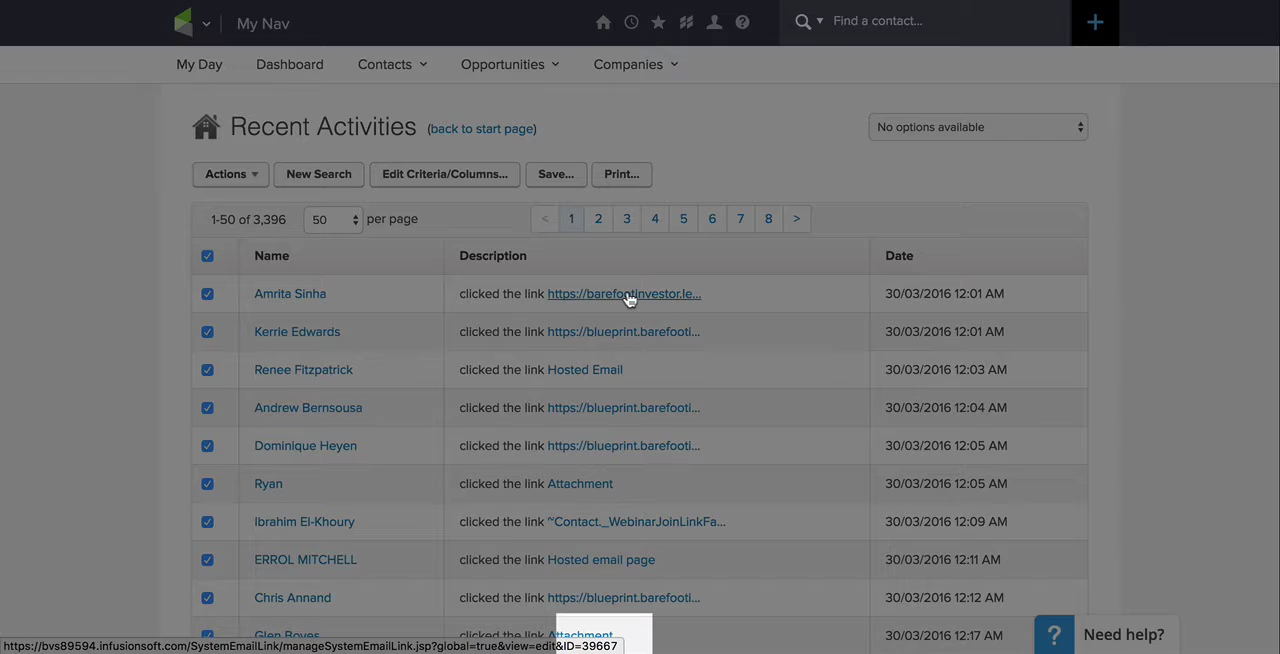 My Nav
Find a contact...
My Day Dashboard Contacts Opportunities Companies
Recent Activities (back to start page)
No options available
Actions New Search Edit Criteria/Columns... Save... Print...
1-50 of 3,396 50 per page < 1 2 3 4 5 6 7 8 >
Name Description Date
Amrita Sinha clicked the link https://barefootinvestor.le... 30/03/2016 12:01 AM
Kerrie Edwards clicked the link https://blueprint.barefooti... 30/03/2016 12:01 AM
Renee Fitzpatrick clicked the link Hosted Email 30/03/2016 12:03 AM
Andrew Bernsousa clicked the link https://blueprint.barefooti... 30/03/2016 12:04 AM
Dominique Heyen clicked the link https://blueprint.barefooti... 30/03/2016 12:05 AM
Ryan clicked the link Attachment 30/03/2016 12:05 AM
Ibrahim El-Khoury clicked the link ~Contact._WebinarJoinLinkFa... 30/03/2016 12:09 AM
ERROL MITCHELL clicked the link Hosted email page 30/03/2016 12:11 AM
Chris Annand clicked the link https://blueprint.barefooti... 30/03/2016 12:12 AM
Glen Boyes clicked the link Attachment 30/03/2016 12:17 AM
? Need help?
https://bvs89594.infusionsoft.com/SystemEmailLink/manageSystemEmailLink.jsp?global=true&view=edit&ID=39667